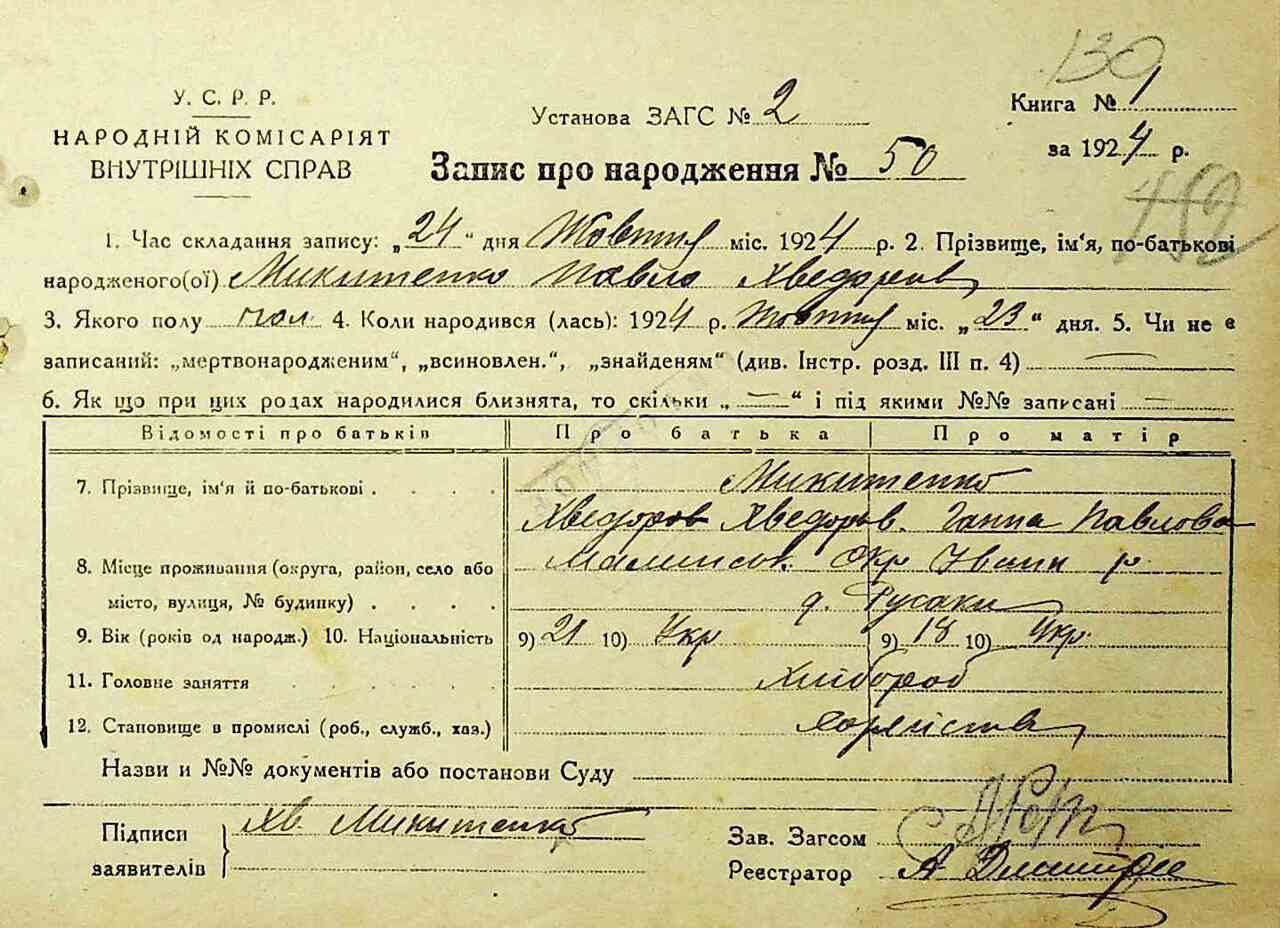 130
У. С. Р. Р.
НАРОДНІЙ КОМІСАРІЯТ
ВНУТРІШНІХ СПРАВ
Установа ЗАГС № 2
Книга № 1
за 1924 р.
Запис про народження № 50
452
1. Час складання запису: „24“ дня Жовтня міс. 1924 р. 2. Прізвище, ім'я, по-батькові
народженого(ої) Микитенко Павло Хведоров
3. Якого полу чол. 4. Коли народився (лась): 1924 р. Жовтня міс. „23“ дня. 5. Чи не є
записаний: „мертвонародженим“, „всиновлен.“, „знайденям“ (див. Інстр. розд. III п. 4) —
6. Як що при цих родах народилися близнята, то скільки „—“ і під якими №№ записані —
Відомості про батьків Про батька Про матір
7. Прізвище, ім'я й по-батькові . . . . Микитенко
Хведоров. Ганна Павлова
8. Місце проживання (округа, район, село або Окр Іванк р
місто, вулиця, № будинку) . . . . д. Русаки
9. Вік (років од народж.) 10. Національність 9) 21 10) Укр 9) 18 10) Укр.
11. Головне заняття . . . . . Хлібороб
12. Становище в промислі (роб., служб., хаз.)
Назви и №№ документів або постанови Суду
Підписи
заявителів
Хв. Микитенко
Зав. Загсом
Реєстратор А.